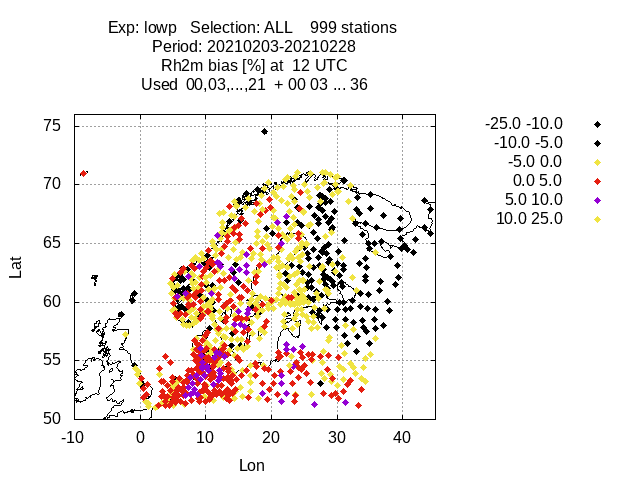 Exp: lowp   Selection: ALL    999 stations
Period: 20210203-20210228
Rh2m bias [%] at  12 UTC
Used  00,03,...,21  + 00 03 ... 36
-25.0 -10.0
-10.0 -5.0
-5.0 0.0
0.0 5.0
5.0 10.0
10.0 25.0
75
70
65
60
55
50
Lat
-10 0 10 20 30 40
Lon